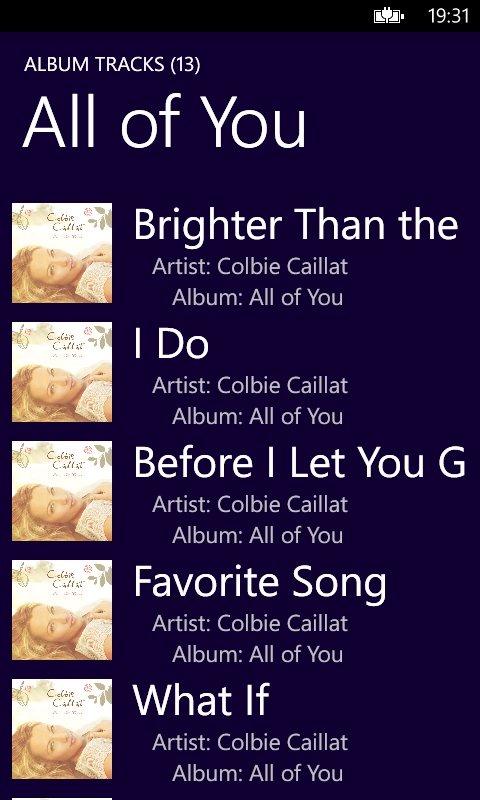 19:31
ALBUM TRACKS (13)
All of You
Colbie
Caillat
Brighter Than the
Artist: Colbie Caillat
Album: All of You
Colbie
Caillat
I Do
Artist: Colbie Caillat
Album: All of You
Colbie
Caillat
Before I Let You G
Artist: Colbie Caillat
Album: All of You
Colbie
Caillat
Favorite Song
Artist: Colbie Caillat
Album: All of You
Colbie
Caillat
What If
Artist: Colbie Caillat
Album: All of You